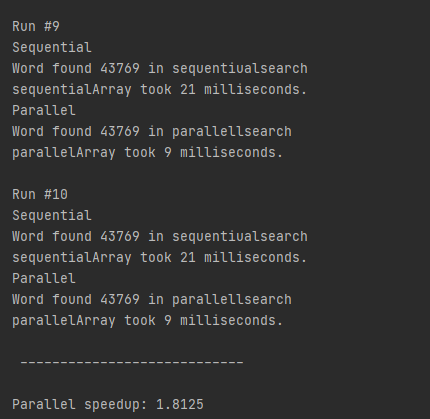 Run #9
Sequential
Word found 43769 in sequentiualsearch
sequentialArray took 21 milliseconds.
Parallel
Word found 43769 in parallellsearch
parallelArray took 9 milliseconds.
Run #10
Sequential
Word found 43769 in sequentiualsearch
sequentialArray took 21 milliseconds.
Parallel
Word found 43769 in parallellsearch
parallelArray took 9 milliseconds.
----------------------------
Parallel speedup: 1.8125